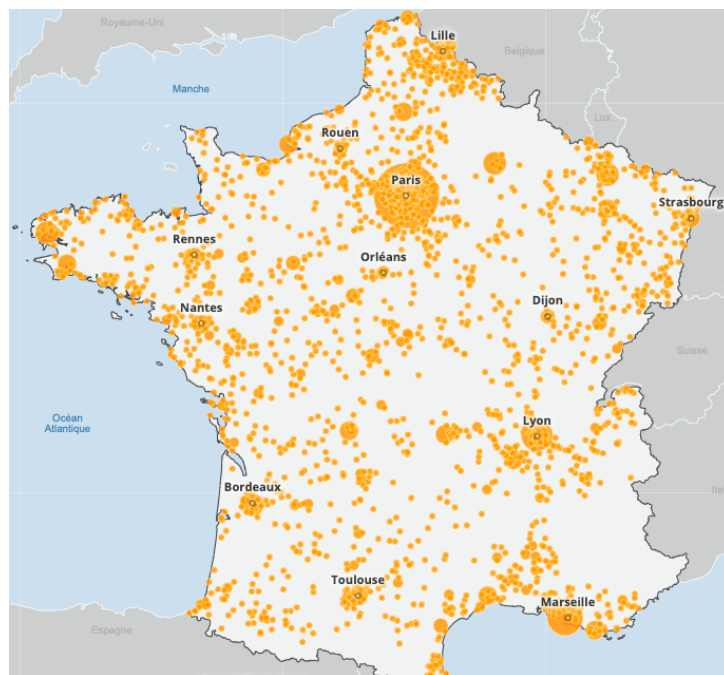 Royaume-Uni
Lille
Belgique
Manche
Lux.
Rouen
Paris
Strasbourg
Rennes
Orléans
Nantes
Dijon
Suisse
Océan
Atlantique
Lyon
Bordeaux
Ita
Toulouse
Marseille
Espagne